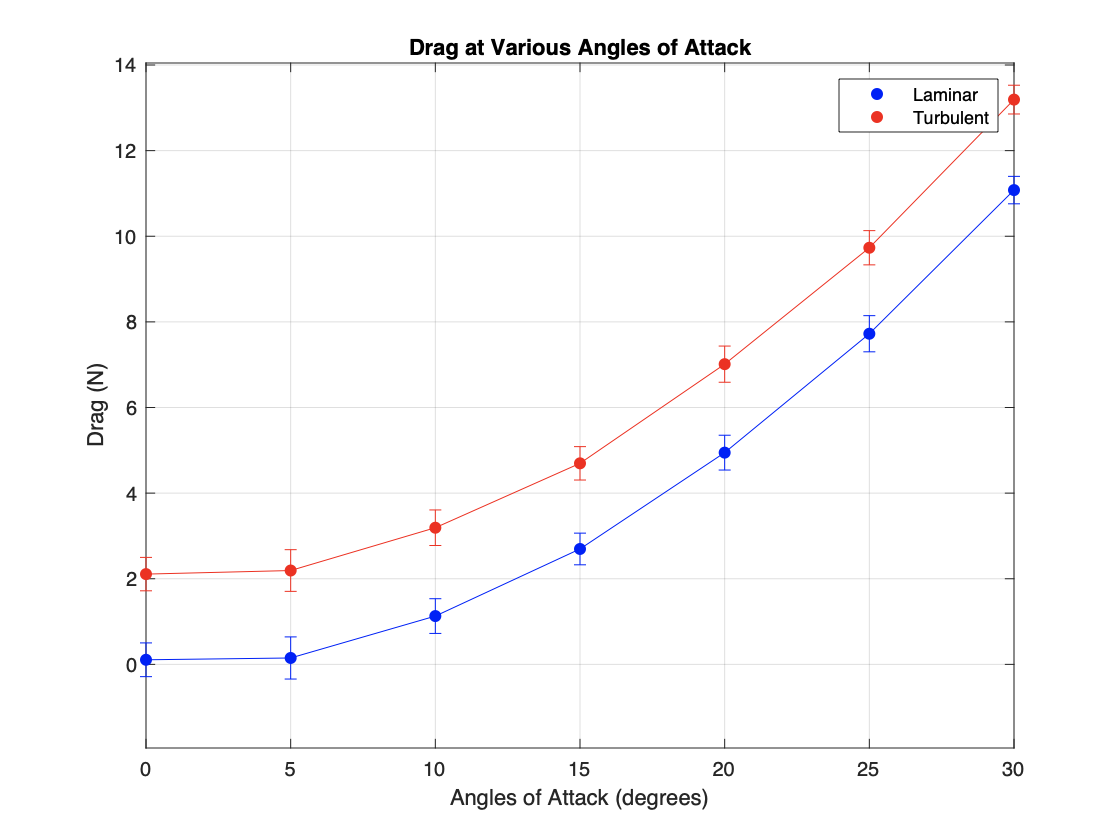 Drag at Various Angles of Attack
14
12
10
8
6
4
2
0
Drag (N)
Laminar
Turbulent
0 5 10 15 20 25 30
Angles of Attack (degrees)